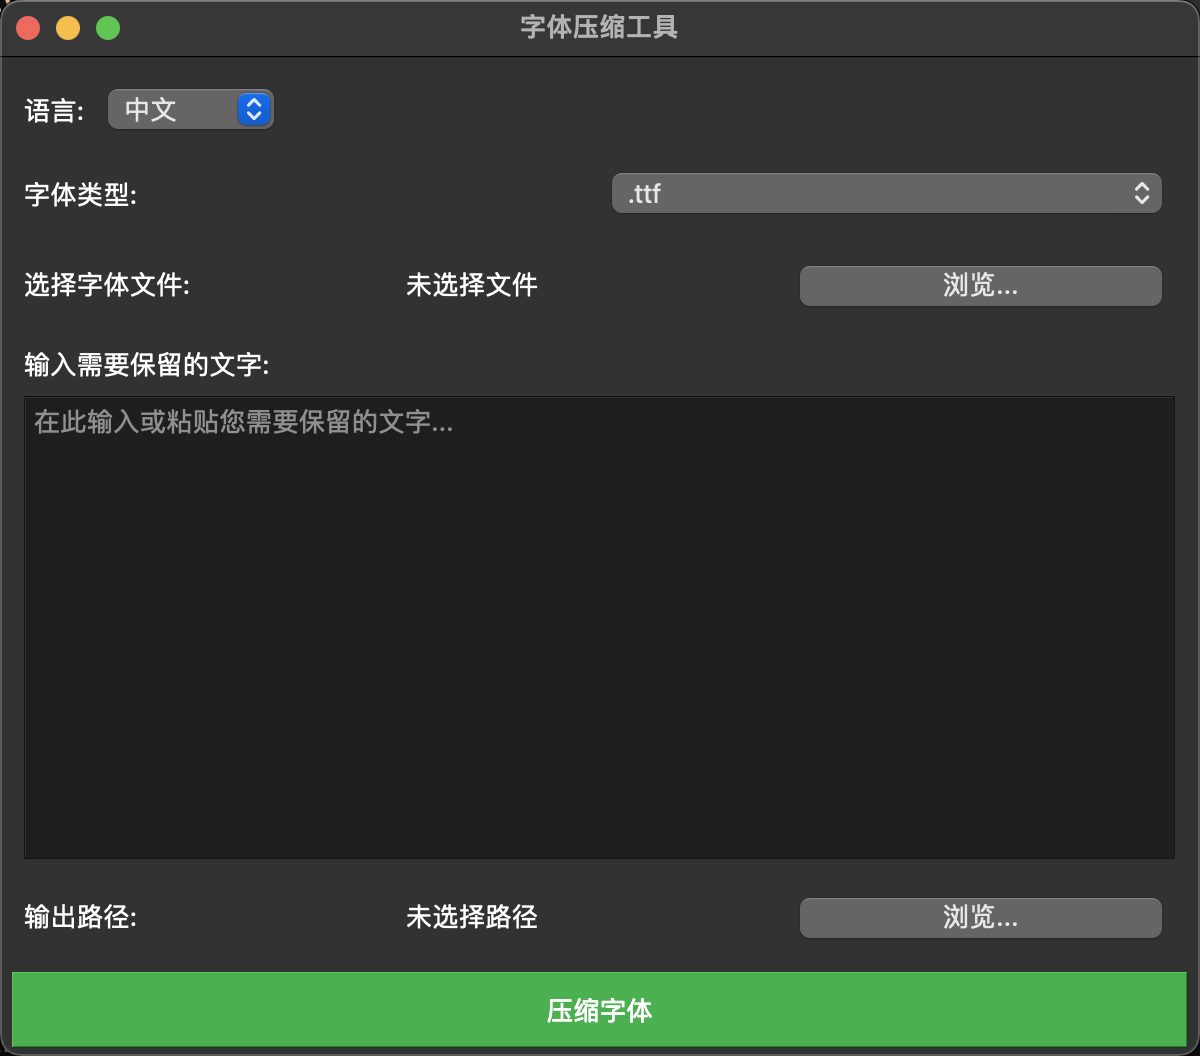 字体压缩工具
语言: 中文
字体类型: .ttf
选择字体文件: 未选择文件 浏览...
输入需要保留的文字:
在此输入或粘贴您需要保留的文字...
输出路径: 未选择路径 浏览...
压缩字体